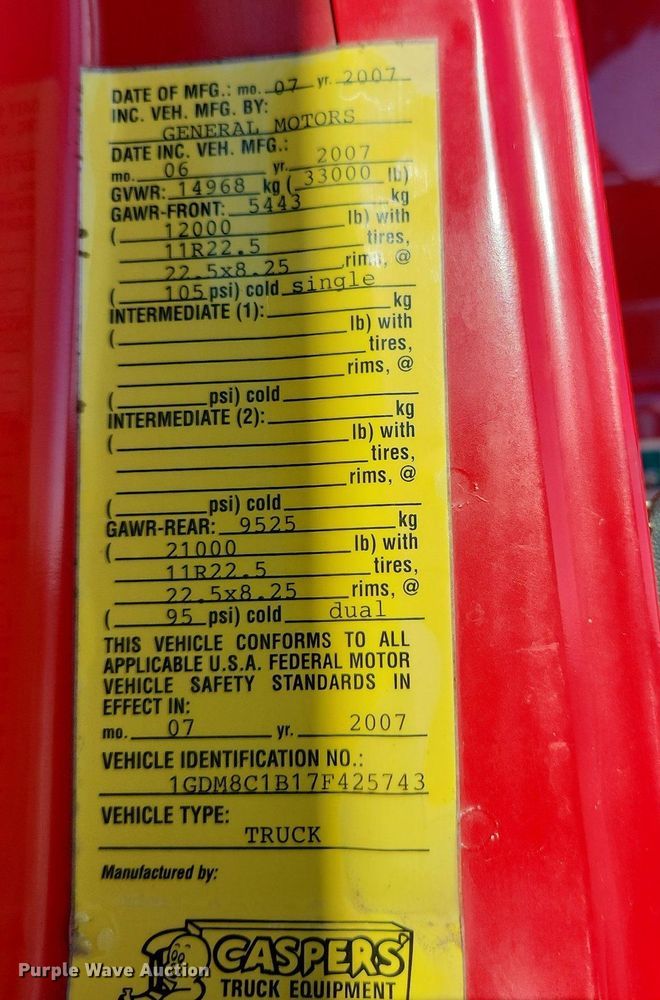 DATE OF MFG.: mo. 07 yr. 2007
INC. VEH. MFG. BY:
GENERAL MOTORS
DATE INC. VEH. MFG.:
mo. 06 yr. 2007
GVWR: 14968 kg ( 33000 lb)
GAWR-FRONT: 5443 kg
( 12000 lb) with
11R22.5 tires,
22.5x8.25 rims, @
( 105 psi) cold single
INTERMEDIATE (1): kg
( lb) with
tires,
rims, @
( psi) cold
INTERMEDIATE (2): kg
( lb) with
tires,
rims, @
( psi) cold
GAWR-REAR: 9525 kg
( 21000 lb) with
11R22.5 tires,
22.5x8.25 rims, @
( 95 psi) cold dual
THIS VEHICLE CONFORMS TO ALL
APPLICABLE U.S.A. FEDERAL MOTOR
VEHICLE SAFETY STANDARDS IN
EFFECT IN:
mo. 07 yr. 2007
VEHICLE IDENTIFICATION NO.:
1GDM8C1B17F425743
VEHICLE TYPE:
TRUCK
Manufactured by:
CASPERS
TRUCK EQUIPMENT
Purple Wave Auction